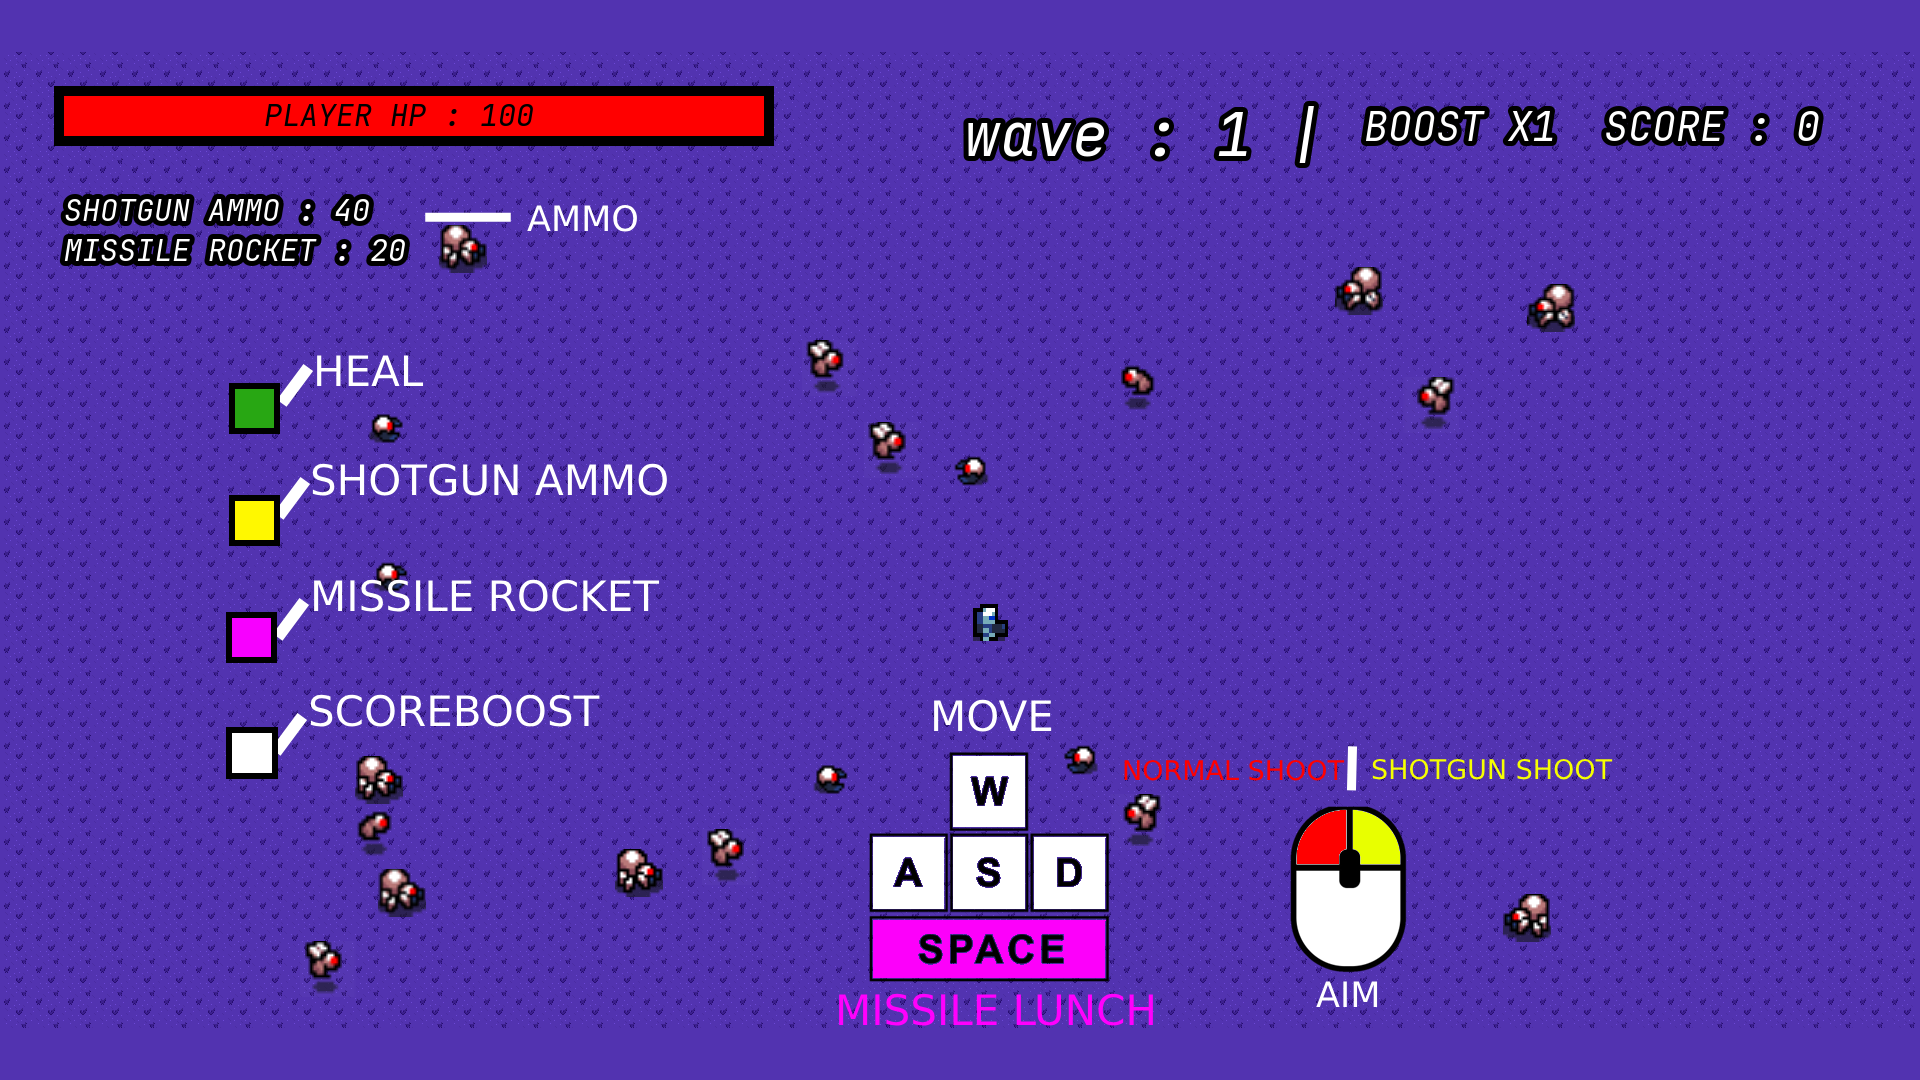 PLAYER HP : 100
wave : 1 | BOOST X1 SCORE : 0
SHOTGUN AMMO : 40
MISSILE ROCKET : 20
AMMO
HEAL
SHOTGUN AMMO
MISSILE ROCKET
SCOREBOOST
MOVE
W
A S D
SPACE
MISSILE LUNCH
NORMAL SHOOT
SHOTGUN SHOOT
AIM